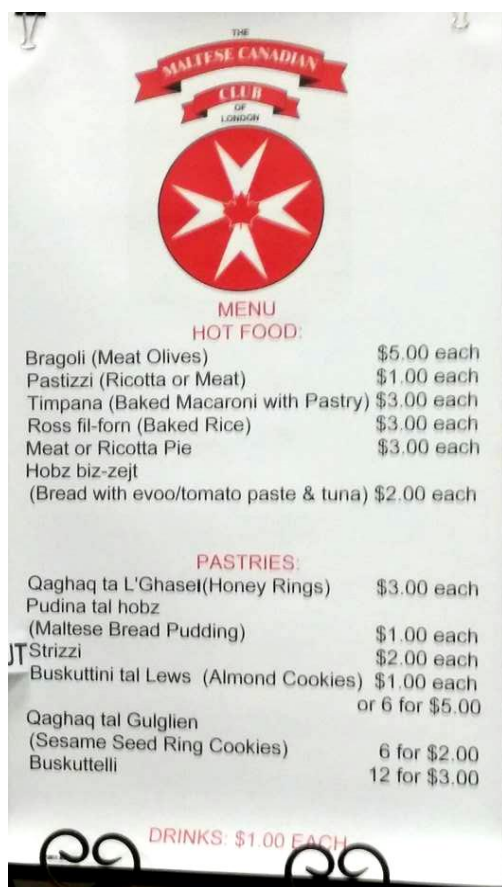 THE
MALTESE CANADIAN
CLUB
OF
LONDON
MENU
HOT FOOD:
Bragoli (Meat Olives) $5.00 each
Pastizzi (Ricotta or Meat) $1.00 each
Timpana (Baked Macaroni with Pastry) $3.00 each
Ross fil-forn (Baked Rice) $3.00 each
Meat or Ricotta Pie $3.00 each
Hobz biz-zejt
(Bread with evoo/tomato paste & tuna) $2.00 each
PASTRIES:
Qaghaq ta L'Ghasel(Honey Rings) $3.00 each
Pudina tal hobz
(Maltese Bread Pudding) $1.00 each
UT
Strizzi $2.00 each
Buskuttini tal Lews (Almond Cookies) $1.00 each
or 6 for $5.00
Qaghaq tal Gulglien
(Sesame Seed Ring Cookies) 6 for $2.00
Buskuttelli 12 for $3.00
DRINKS: $1.00 EACH